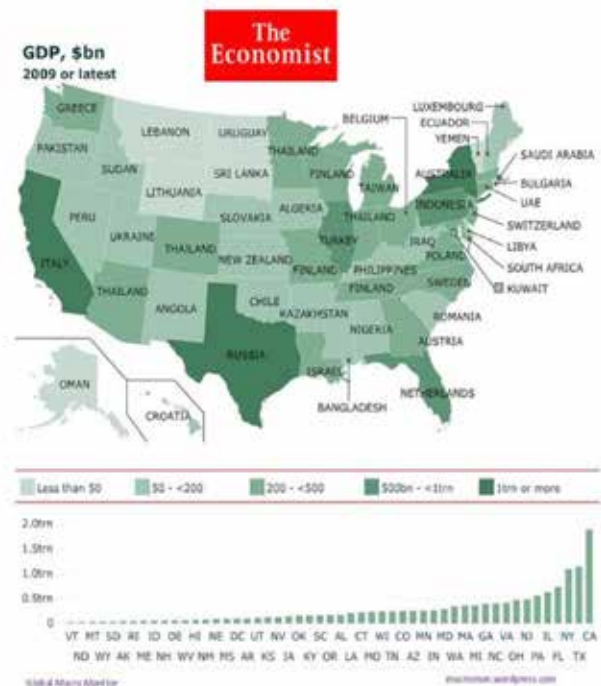 The
Economist
GDP, $bn
2009 or latest
GREECE
LEBANON
URUGUAY
BELGIUM
LUXEMBOURG
ECUADOR
YEMEN
PAKISTAN
SUDAN
THAILAND
FINLAND
SAUDI ARABIA
BULGARIA
UAE
AUSTRALIA
SRI LANKA
LITHUANIA
TAIWAN
INDONESIA
SWITZERLAND
PERU
SLOVAKIA
ALGERIA
THAILAND
LIBYA
UKRAINE
THAILAND
TURKEY
IRAQ
POLAND
SOUTH AFRICA
ITALY
NEW ZEALAND
FINLAND
PHILIPPINES
KUWAIT
THAILAND
CHILE
FINLAND
SWEDEN
ANGOLA
KAZAKHSTAN
NIGERIA
ROMANIA
AUSTRIA
RUSSIA
ISRAEL
NETHERLANDS
OMAN
CROATIA
BANGLADESH
Less than 50 50 - <200 200 - <500 500bn - <1trn 1trn or more
2.0trn
1.5trn
1.0trn
0.5trn
0
VT MT SD RI ID DE HI NE DC UT NV OK SC AL CT WI CO MN MD MA GA VA NJ IL NY CA
ND WY AK ME NH WV NM MS AR KS IA KY OR LA MO TN AZ IN WA MI NC OH PA FL TX
Global Macro Monitor
macromon.wordpress.com